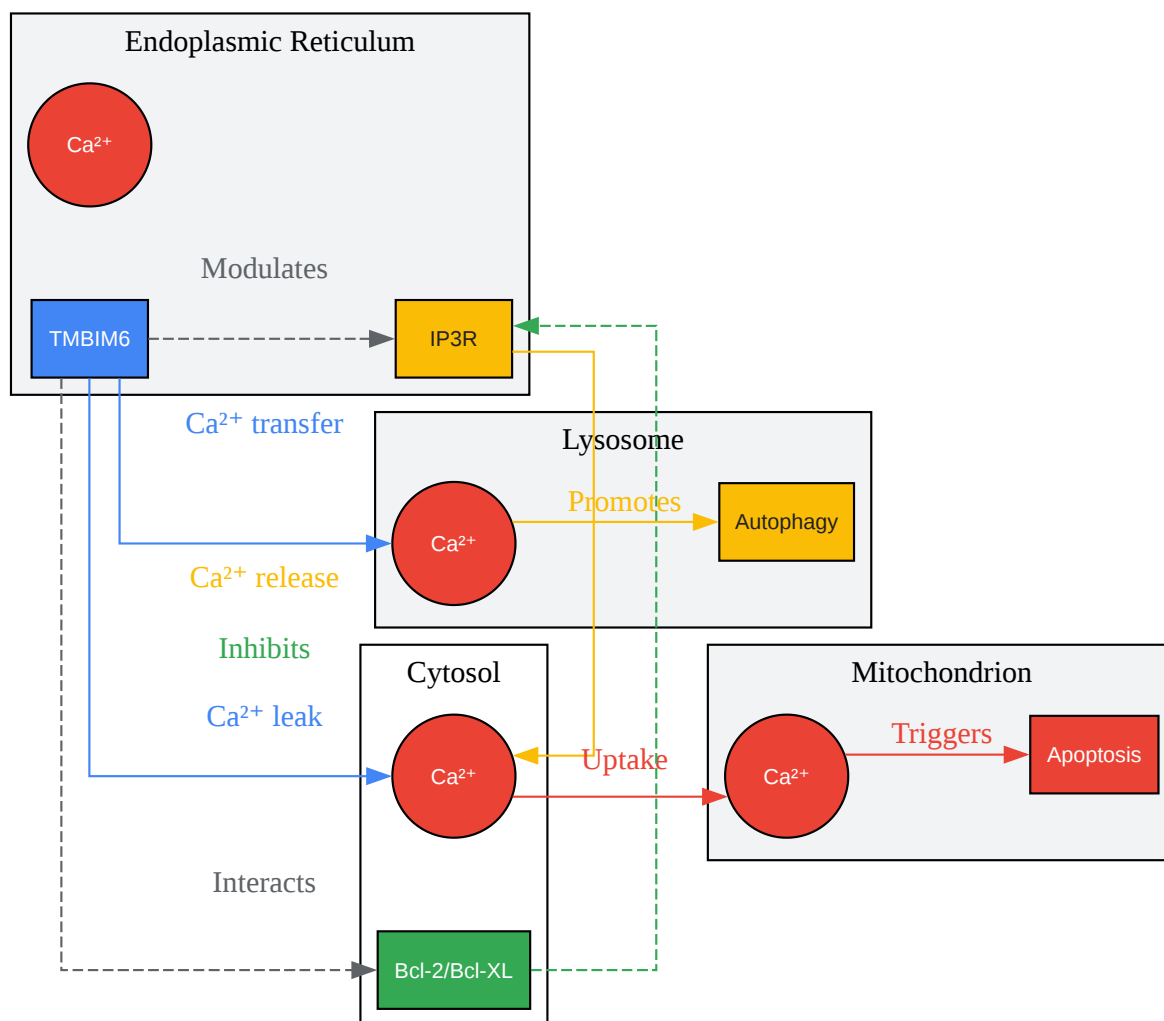 Endoplasmic Reticulum
Ca²⁺
Modulates
TMBIM6
IP3R
Ca²⁺ transfer
Lysosome
Promotes
Ca²⁺
Autophagy
Ca²⁺ release
Inhibits
Cytosol
Mitochondrion
Ca²⁺ leak
Uptake
Triggers
Ca²⁺
Ca²⁺
Apoptosis
Interacts
Bcl-2/Bcl-XL